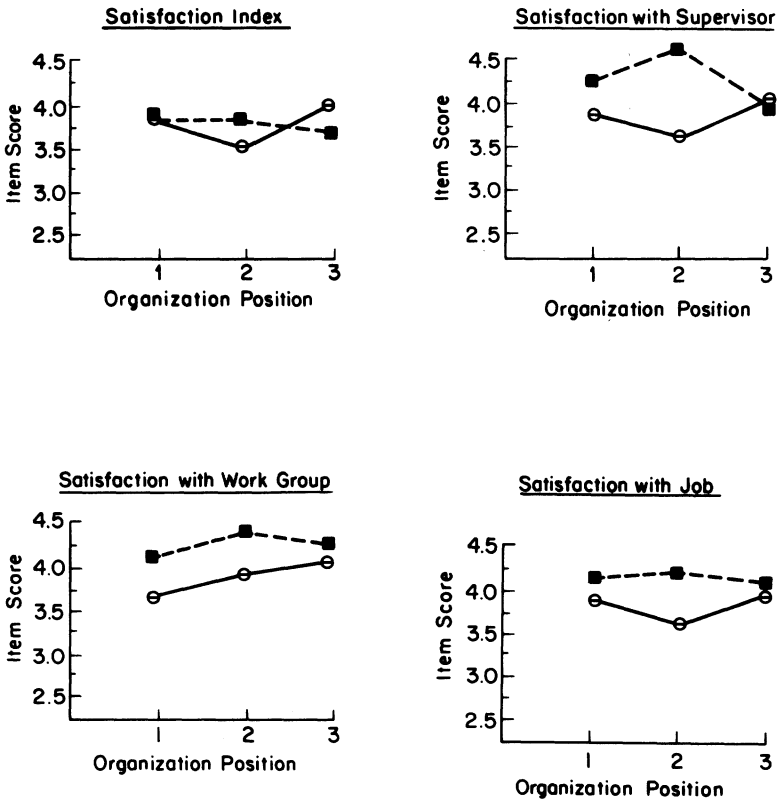 Satisfaction Index
4.5
4.0
3.5
3.0
2.5
Item Score
1 2 3
Organization Position
Satisfaction with Supervisor
4.5
4.0
3.5
3.0
2.5
Item Score
1 2 3
Organization Position
Satisfaction with Work Group
4.5
4.0
3.5
3.0
2.5
Item Score
1 2 3
Organization Position
Satisfaction with Job
4.5
4.0
3.5
3.0
2.5
Item Score
1 2 3
Organization Position